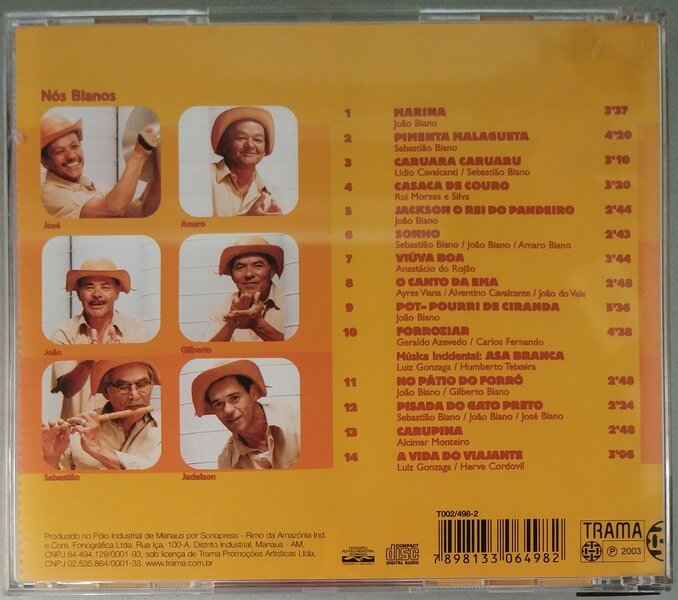 Nós Bianos
José
Amaro
João
Gilberto
Sebastião
Jadelson
1 MARINA 3'37
João Biano
2 PIMENTA MALAGUETA 4'20
Sebastião Biano
3 CARUARA CARUARU 3'10
Lídio Cavalcanti / Sebastião Biano
4 CASACA DE COURO 3'20
Rui Moraes e Silva
5 JACKSON O REI DO PANDEIRO 2'44
João Biano
6 SONHO 2'43
Sebastião Biano / João Biano / Amaro Biano
7 VIÚVA BOA 3'44
Anastácio do Rojão
8 O CANTO DA EMA 2'48
Ayres Viana / Alventino Cavalcante / João do Vale
9 POT-POURRI DE CIRANDA 5'36
João Biano
10 FORROZIAR 4'38
Geraldo Azevedo / Carlos Fernando
Música Incidental: ASA BRANCA
Luiz Gonzaga / Humberto Teixeira
11 NO PÁTIO DO FORRÓ 2'48
João Biano / Gilberto Biano
12 PISADA DO GATO PRETO 2'24
Sebastião Biano / João Biano / José Biano
13 CARUPINA 2'48
Alcimar Monteiro
14 A VIDA DO VIAJANTE 3'06
Luiz Gonzaga / Herve Cordovil
T002/498-2
Produzido no Pólo Industrial de Manaus por Sonopress - Rimo da Amazônia Ind.
e Com. Fonográfica Ltda. Rua Iça, 100-A. Distrito Industrial, Manaus - AM,
CNPJ 84.494.129/0001-93, sob licença de Trama Promoções Artísticas Ltda,
CNPJ 02.535.864/0001-33. www.trama.com.br
COMPACT
disc
DIGITAL AUDIO
7 898133 064982
TRAMA
℗ 2003